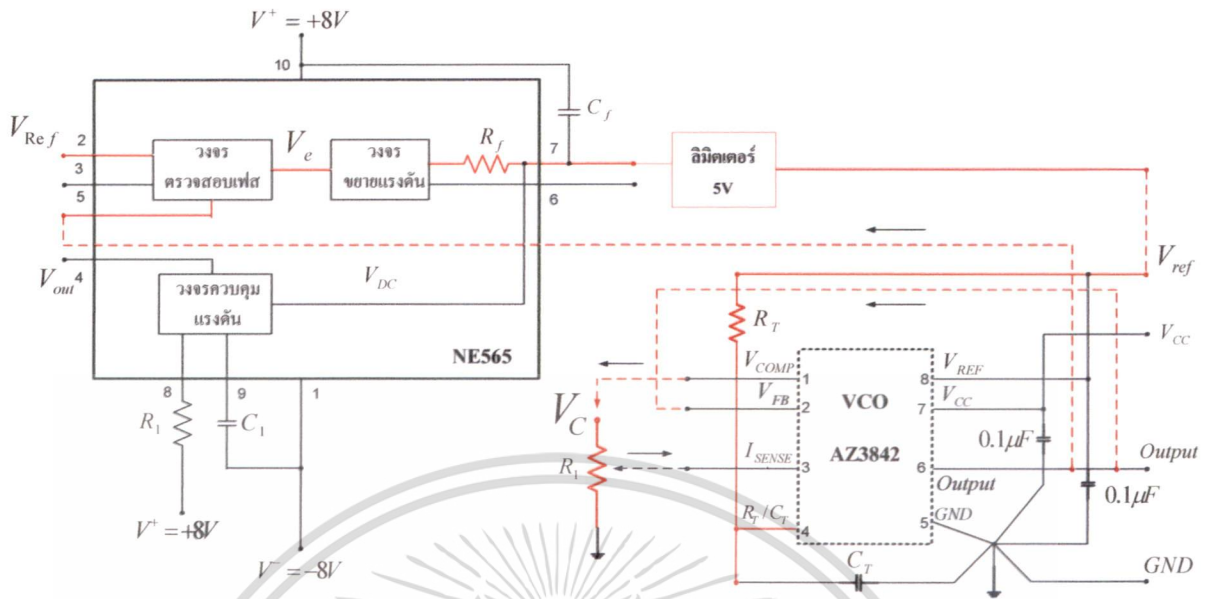 V⁺ = +8V
10
C_f
V_Ref
2
3
5
วงจร
ตรวจสอบเฟส
V_e
วงจร
ขยายแรงดัน
R_f
7
6
ลิมิตเตอร์
5V
V_out
4
วงจรควบคุม
แรงดัน
V_DC
NE565
V_ref
R_T
V_CC
8
9
1
R_1
C_1
V_C
R_1
V_COMP
V_FB
I_SENSE
R_T/C_T
1
2
3
4
VCO
AZ3842
8
7
6
5
V_REF
V_CC
Output
GND
0.1μF
Output
0.1μF
V⁺ = +8V
V⁻ = -8V
C_T
GND